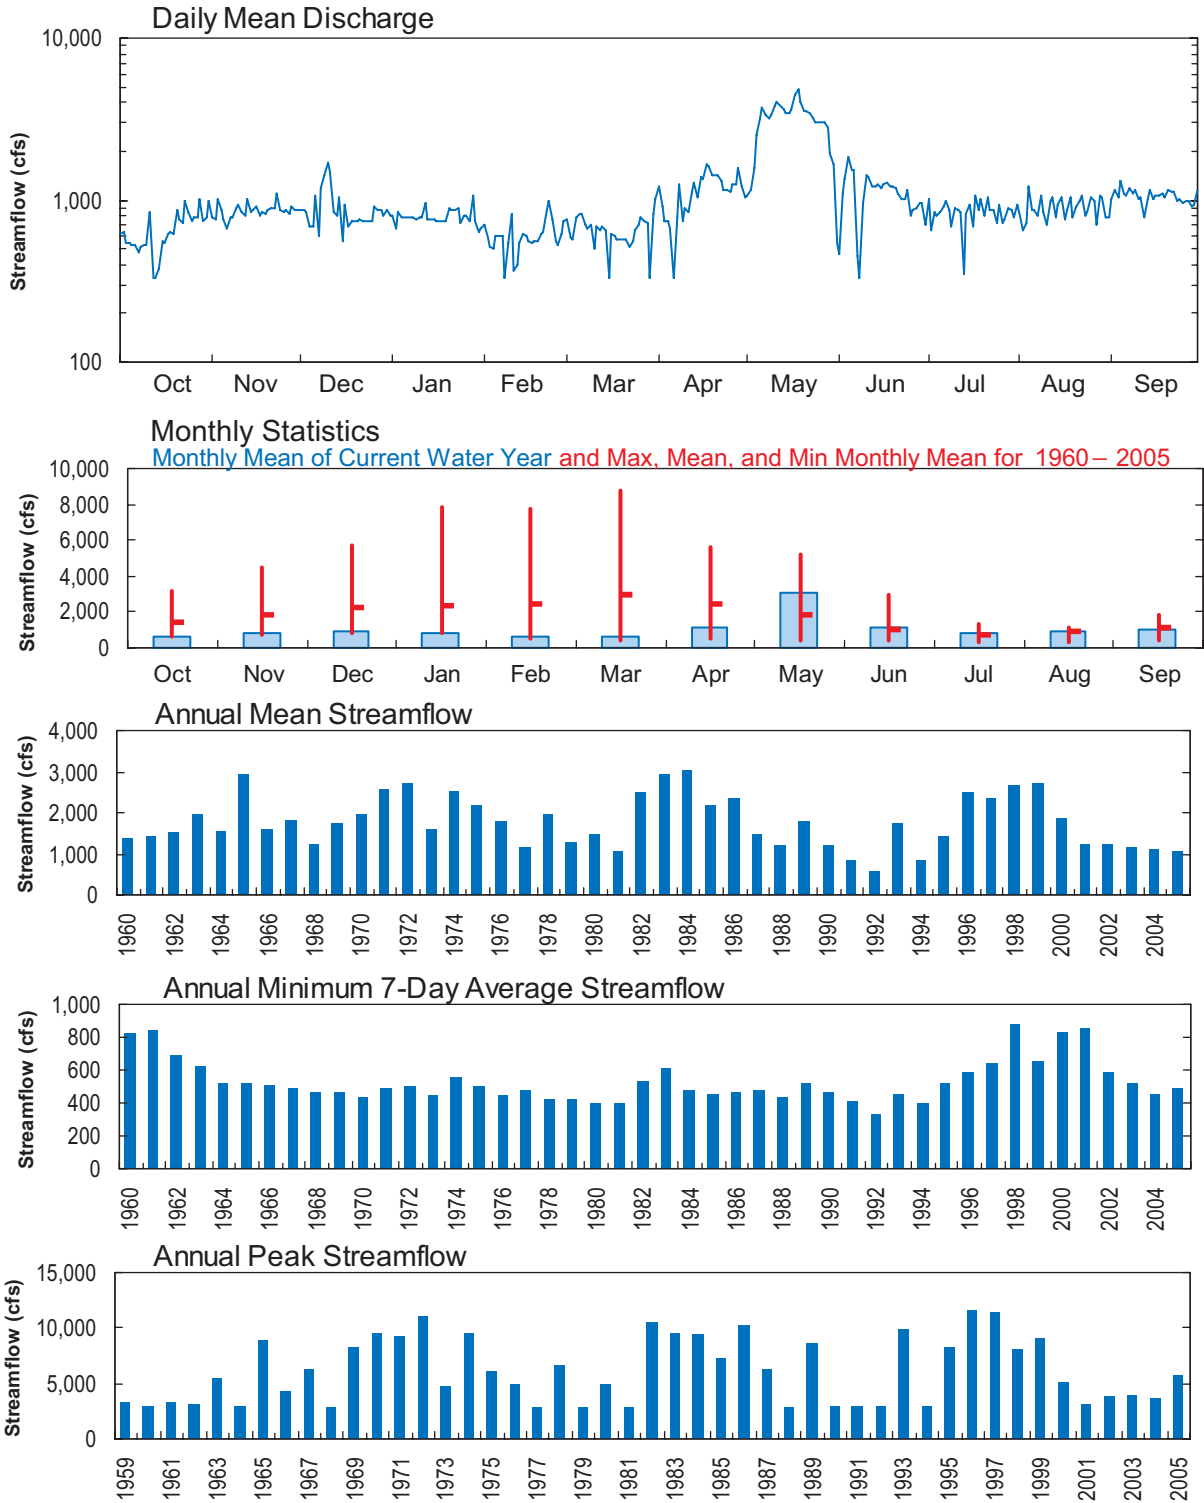 Daily Mean Discharge
10,000
1,000
100
Streamflow (cfs)
Oct Nov Dec Jan Feb Mar Apr May Jun Jul Aug Sep
Monthly Statistics
Monthly Mean of Current Water Year and Max, Mean, and Min Monthly Mean for 1960 – 2005
10,000
8,000
6,000
4,000
2,000
0
Streamflow (cfs)
Oct Nov Dec Jan Feb Mar Apr May Jun Jul Aug Sep
Annual Mean Streamflow
4,000
3,000
2,000
1,000
0
Streamflow (cfs)
1960 1962 1964 1966 1968 1970 1972 1974 1976 1978 1980 1982 1984 1986 1988 1990 1992 1994 1996 1998 2000 2002 2004
Annual Minimum 7-Day Average Streamflow
1,000
800
600
400
200
0
Streamflow (cfs)
1960 1962 1964 1966 1968 1970 1972 1974 1976 1978 1980 1982 1984 1986 1988 1990 1992 1994 1996 1998 2000 2002 2004
Annual Peak Streamflow
15,000
10,000
5,000
0
Streamflow (cfs)
1959 1961 1963 1965 1967 1969 1971 1973 1975 1977 1979 1981 1983 1985 1987 1989 1991 1993 1995 1997 1999 2001 2003 2005